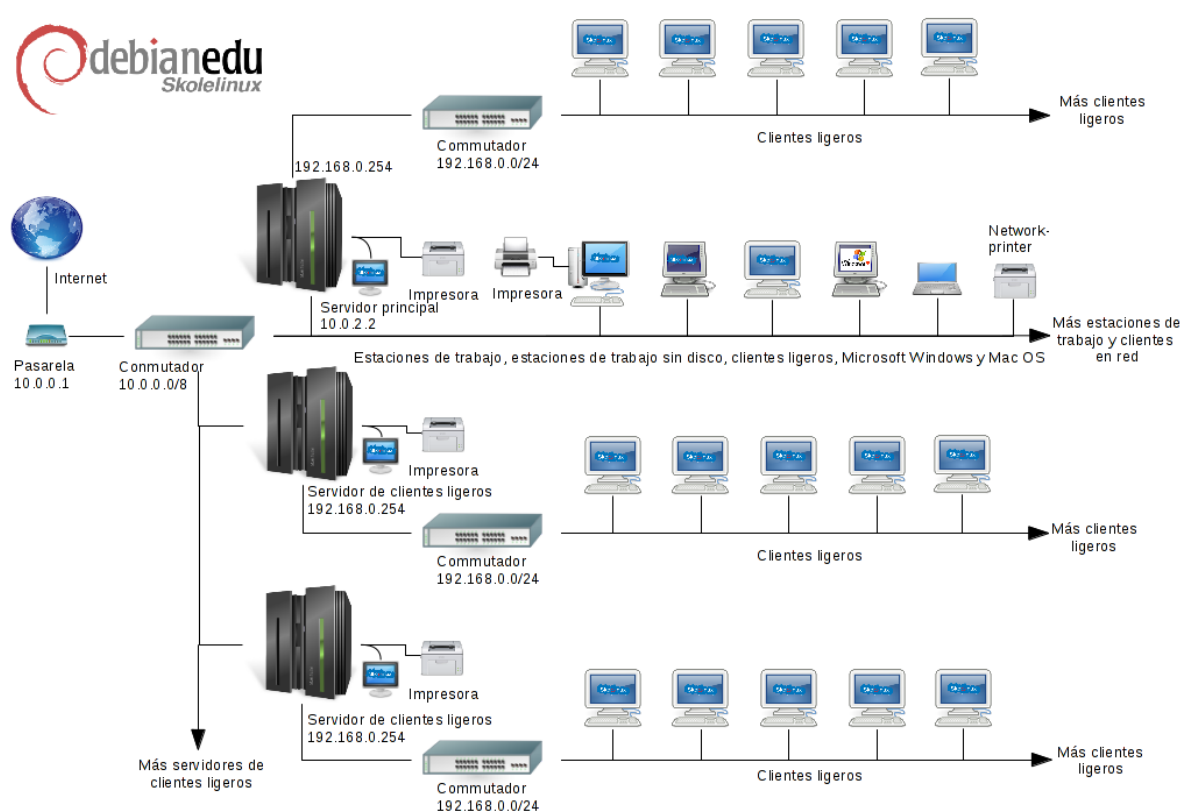 debianedu
Skolelinux
Commutador
192.168.0.0/24
Clientes ligeros
Más clientes
ligeros
192.168.0.254
Internet
Impresora
Impresora
Servidor principal
10.0.2.2
Network-
printer
Pasarela
10.0.0.1
Conmutador
10.0.0.0/8
Estaciones de trabajo, estaciones de trabajo sin disco, clientes ligeros, Microsoft Windows y Mac OS
Más estaciones de
trabajo y clientes
en red
Impresora
Servidor de clientes ligeros
192.168.0.254
Commutador
192.168.0.0/24
Clientes ligeros
Más clientes
ligeros
Impresora
Servidor de clientes ligeros
192.168.0.254
Commutador
192.168.0.0/24
Clientes ligeros
Más clientes
ligeros
Más servidores de
clientes ligeros